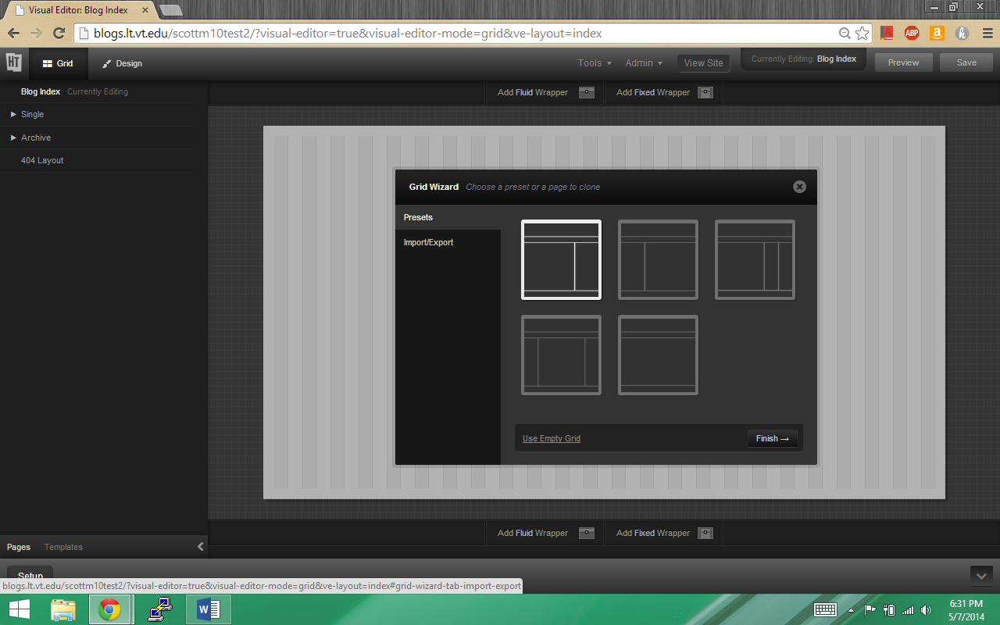 Visual Editor: Blog Index
blogs.lt.vt.edu/scottm10test2/?visual-editor=true&visual-editor-mode=grid&ve-layout=index
ABP
a
h
HT
Grid
Design
Tools
Admin
View Site
Currently Editing: Blog Index
Preview
Save
Blog Index Currently Editing
Single
Archive
404 Layout
Add Fluid Wrapper
Add Fixed Wrapper
Grid Wizard Choose a preset or a page to clone
Presets
Import/Export
Use Empty Grid
Finish →
Add Fluid Wrapper
Add Fixed Wrapper
Pages
Templates
Setup
blogs.lt.vt.edu/scottm10test2/?visual-editor=true&visual-editor-mode=grid&ve-layout=index#grid-wizard-tab-import-export
W
6:31 PM
5/7/2014